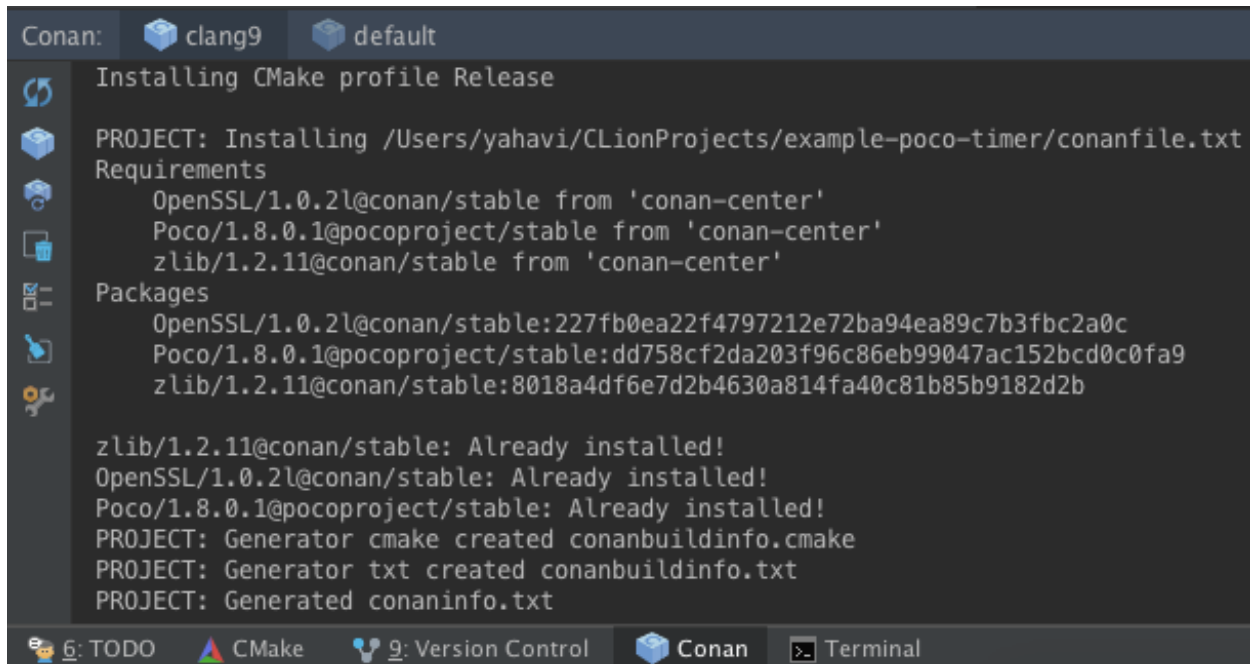 Conan: clang9 default
Installing CMake profile Release
PROJECT: Installing /Users/yahavi/CLionProjects/example-poco-timer/conanfile.txt
Requirements
OpenSSL/1.0.2l@conan/stable from 'conan-center'
Poco/1.8.0.1@pocoproject/stable from 'conan-center'
zlib/1.2.11@conan/stable from 'conan-center'
Packages
OpenSSL/1.0.2l@conan/stable:227fb0ea22f4797212e72ba94ea89c7b3fbc2a0c
Poco/1.8.0.1@pocoproject/stable:dd758cf2da203f96c86eb99047ac152bcd0c0fa9
zlib/1.2.11@conan/stable:8018a4df6e7d2b4630a814fa40c81b85b9182d2b
zlib/1.2.11@conan/stable: Already installed!
OpenSSL/1.0.2l@conan/stable: Already installed!
Poco/1.8.0.1@pocoproject/stable: Already installed!
PROJECT: Generator cmake created conanbuildinfo.cmake
PROJECT: Generator txt created conanbuildinfo.txt
PROJECT: Generated conaninfo.txt
6: TODO CMake 9: Version Control Conan Terminal